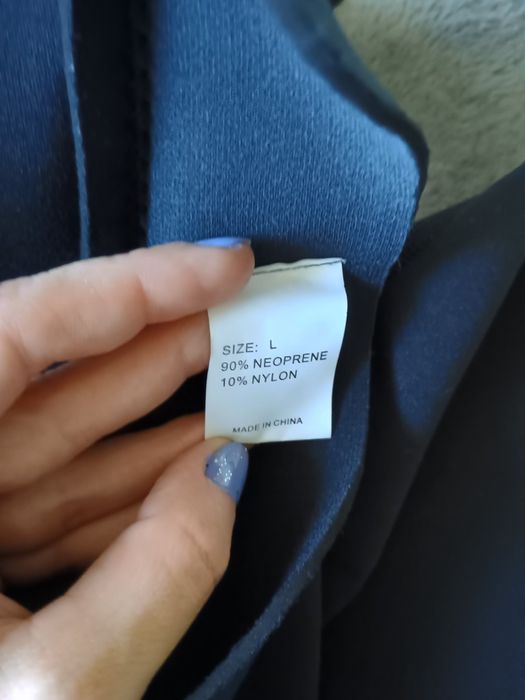 SIZE: L
90% NEOPRENE
10% NYLON
MADE IN CHINA